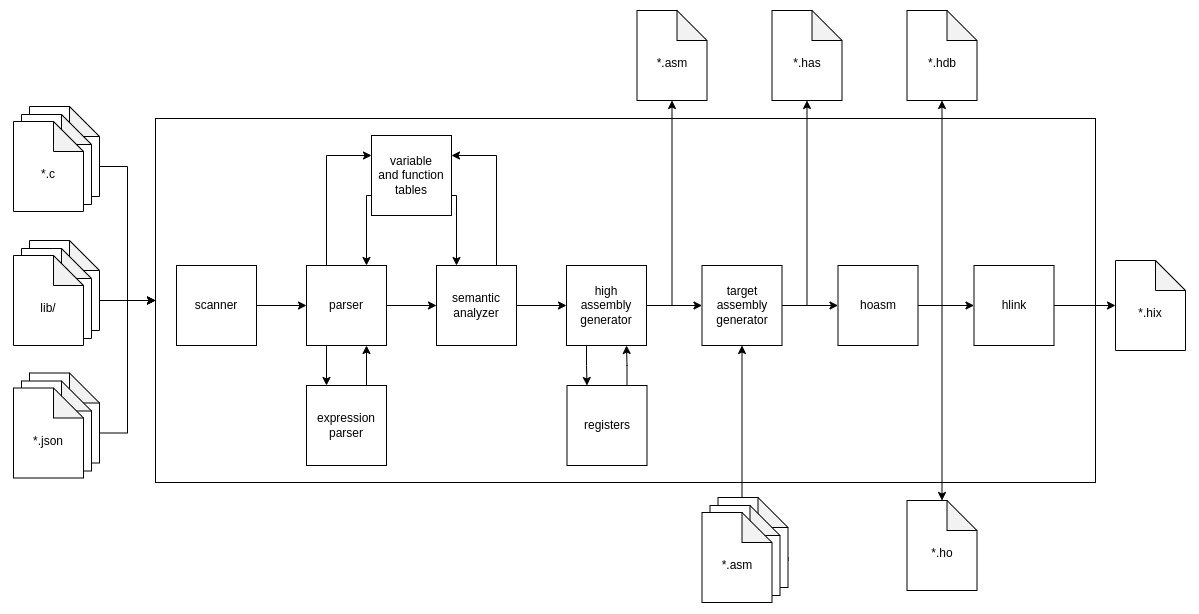 *.asm
*.has
*.hdb
*.c
variable
and function
tables
lib/
scanner
parser
semantic
analyzer
high
assembly
generator
target
assembly
generator
hoasm
hlink
*.hix
*.json
expression
parser
registers
*.asm
*.ho